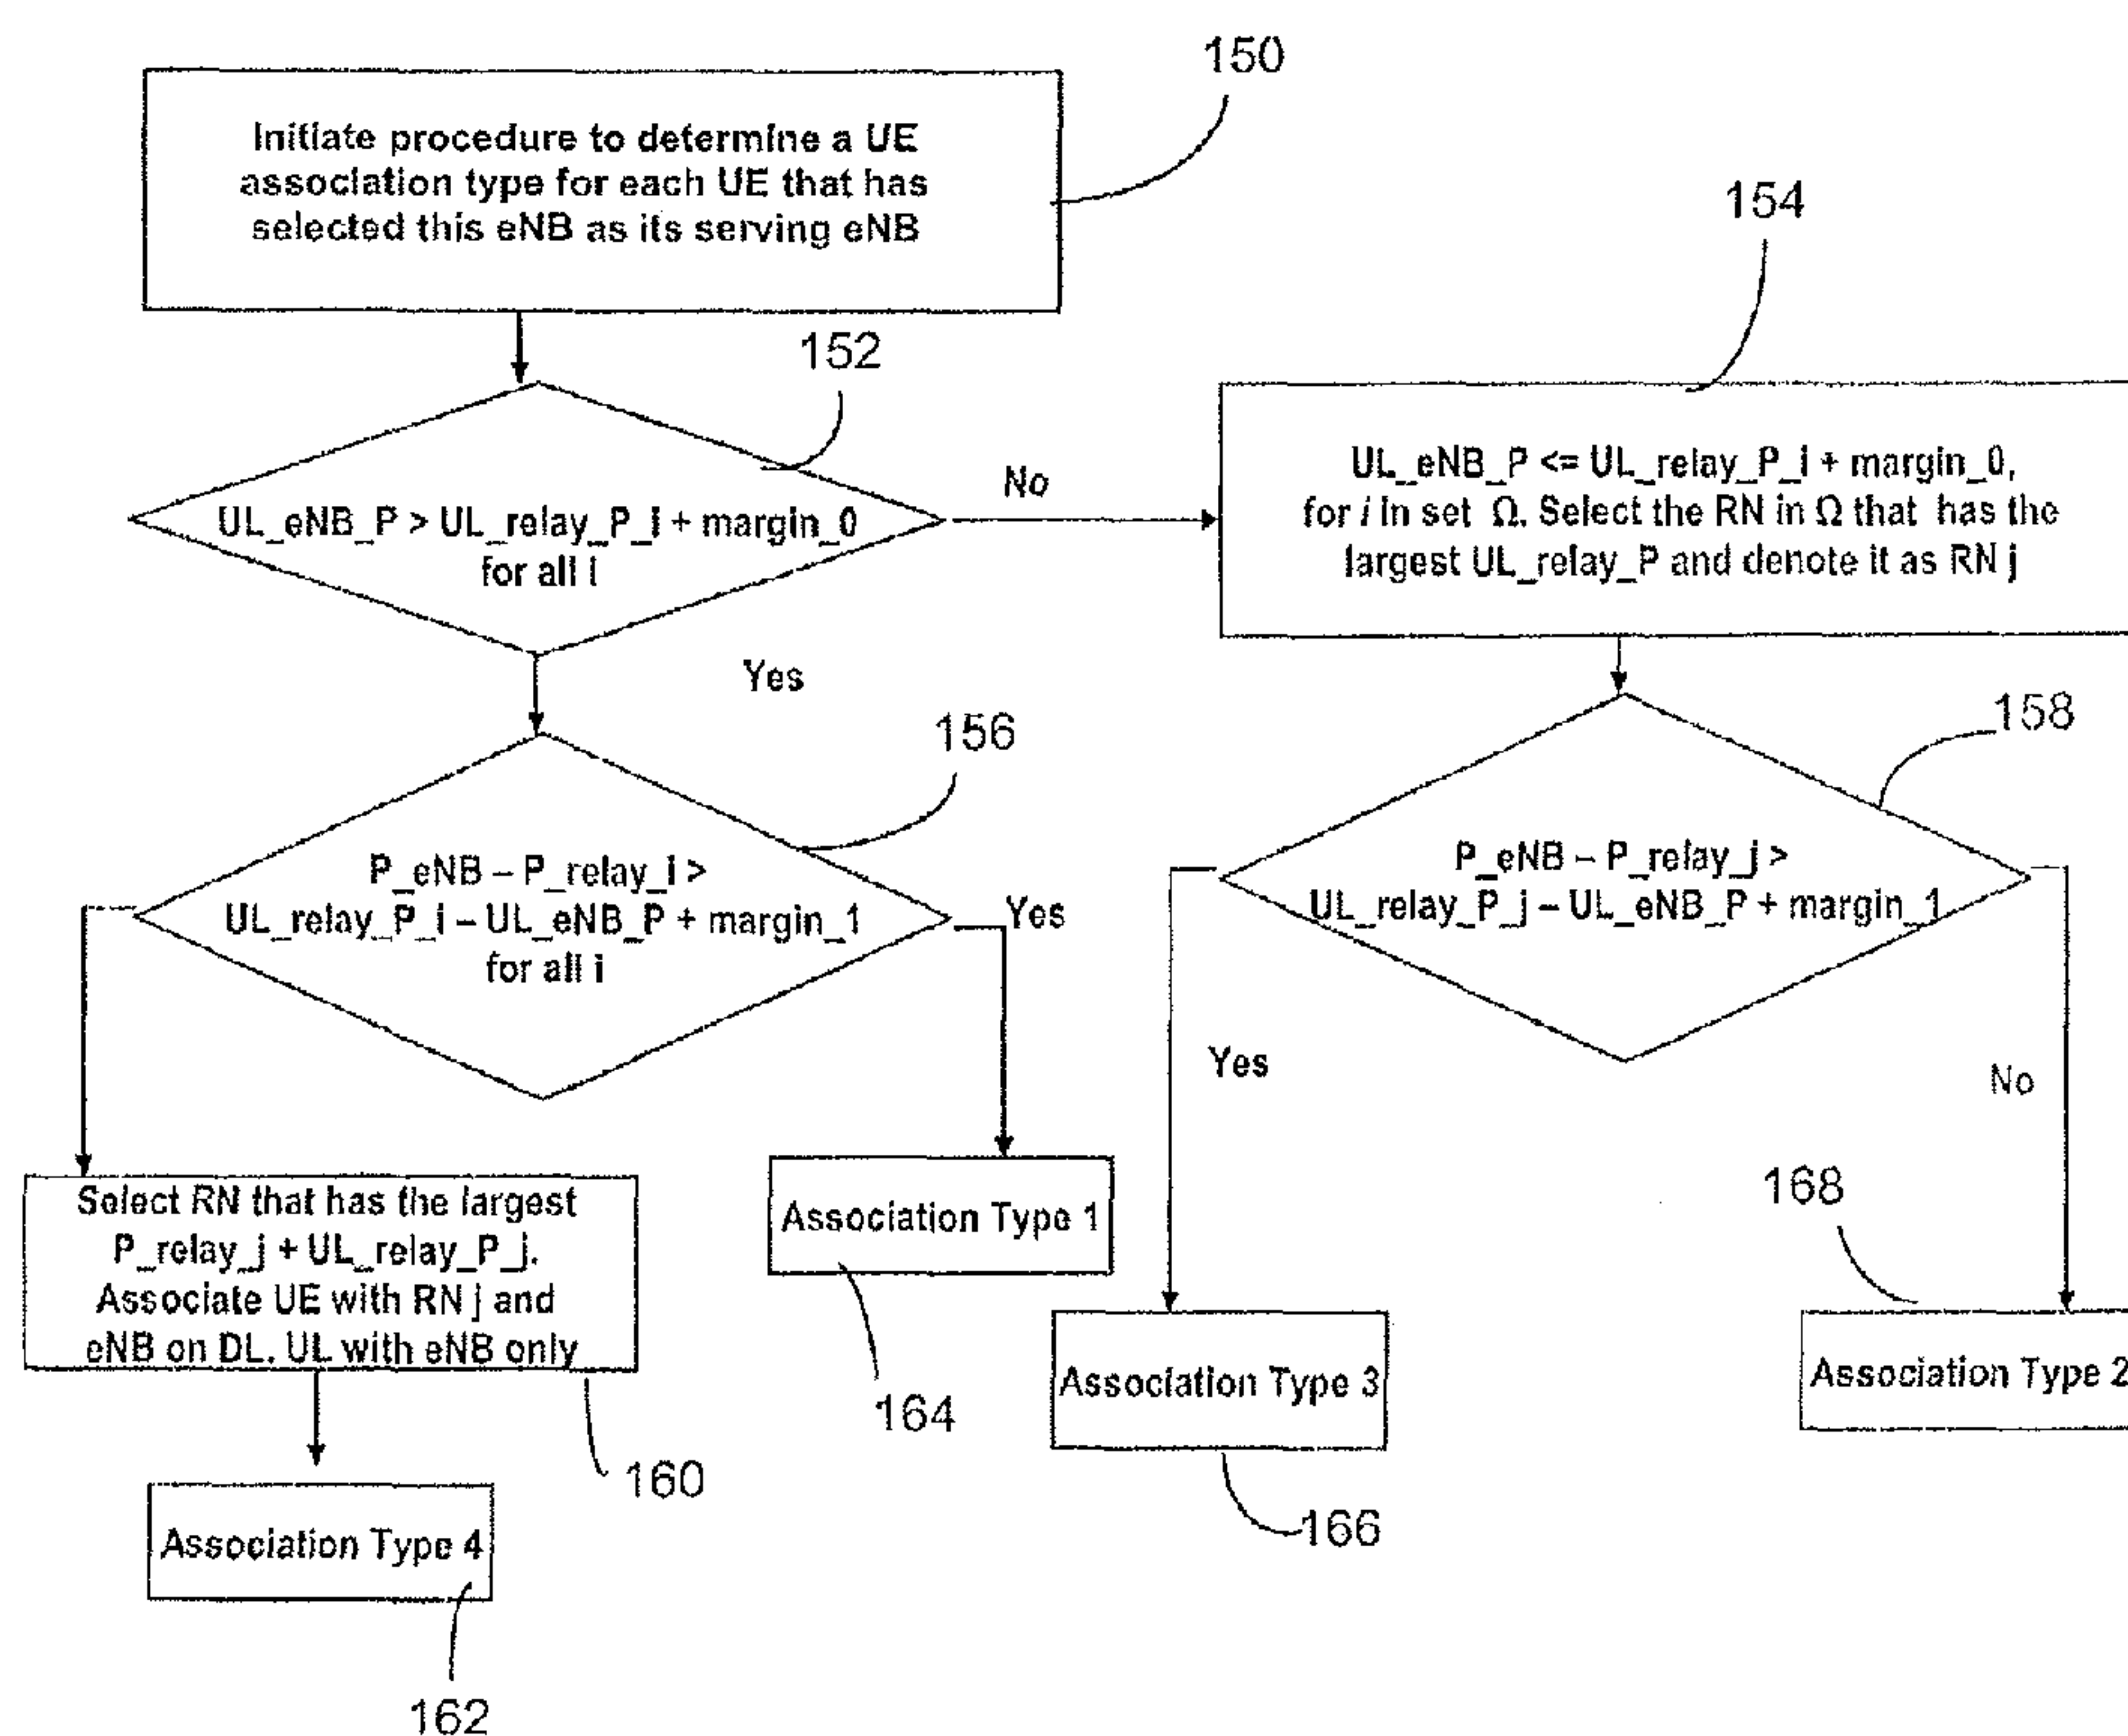 150
Initiate procedure to determine a UE
association type for each UE that has
selected this eNB as its serving eNB
152
UL_eNB_P > UL_relay_P_i + margin_0
for all i
No
Yes
154
UL_eNB_P <= UL_relay_P_i + margin_0,
for i in set Ω. Select the RN in Ω that has the
largest UL_relay_P and denote it as RN j
156
P_eNB – P_relay_i >
UL_relay_P_i – UL_eNB_P + margin_1
for all i
Yes
158
P_eNB – P_relay_j >
UL_relay_P_j – UL_eNB_P + margin_1
Yes
No
Select RN that has the largest
P_relay_j + UL_relay_P_j.
Associate UE with RN j and
eNB on DL. UL with eNB only
160
Association Type 1
164
Association Type 3
166
168
Association Type 2
Association Type 4
162